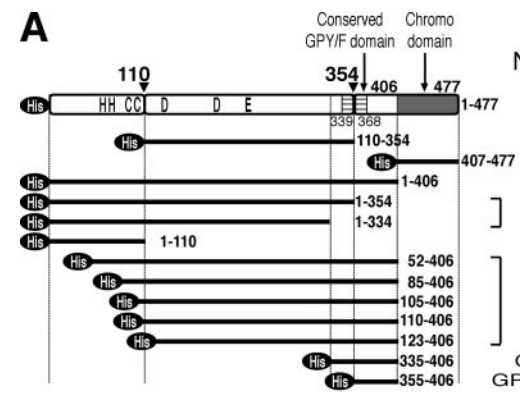 A
Conserved Chromo
GPY/F domain domain
N
110 354 406 477
His HH CC D D E 1-477
339 368
His 110-354
His 407-477
His 1-406
His 1-354
His 1-334
His 1-110
His 52-406
His 85-406
His 105-406
His 110-406
His 123-406
His 335-406
His 355-406 GP